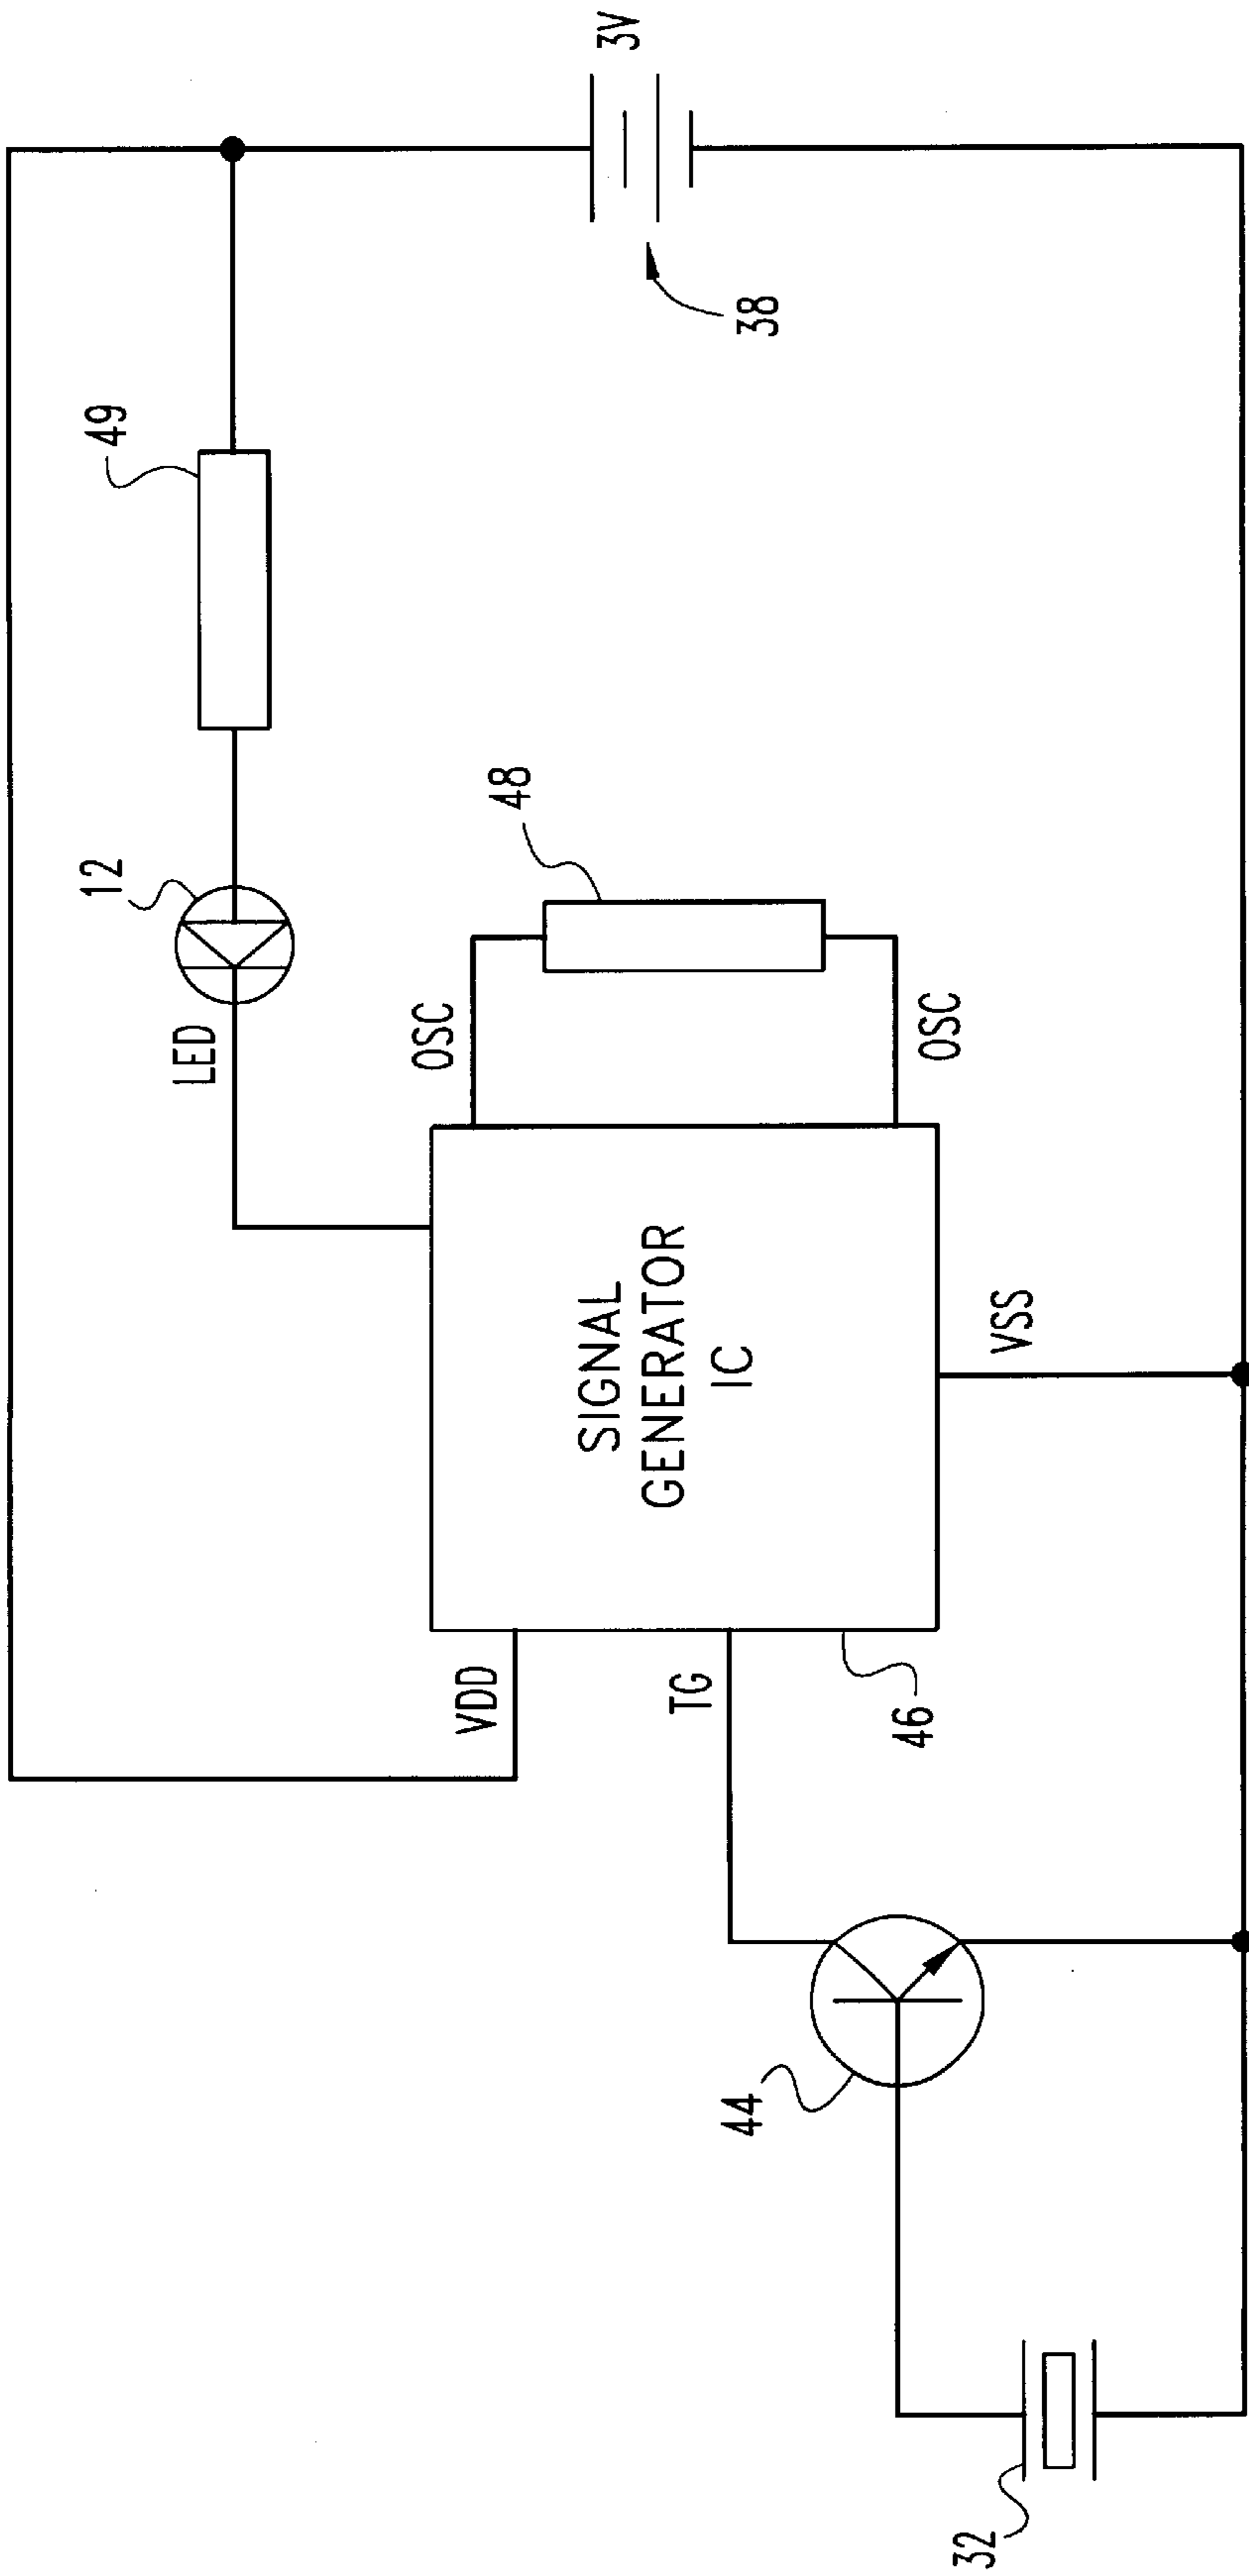 3V
38
49
12
LED
48
OSC
OSC
SIGNAL
GENERATOR
IC
VSS
VDD
TG
46
44
32